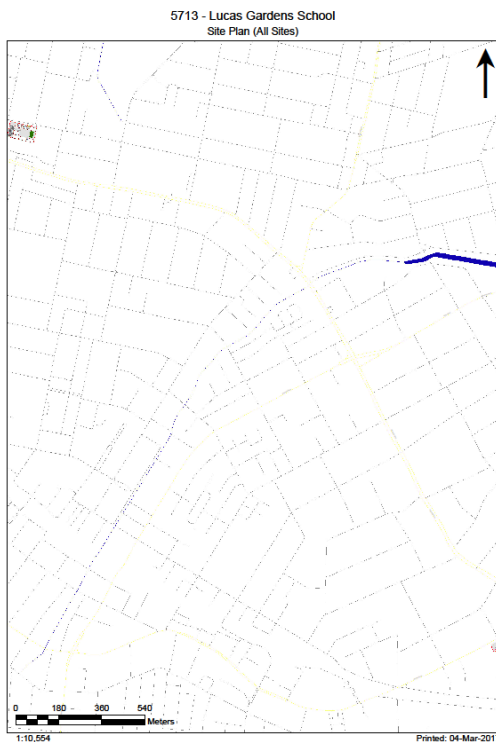 5713 - Lucas Gardens School
Site Plan (All Sites)
0 180 360 540
Meters
1:10,554
Printed: 04-Mar-201